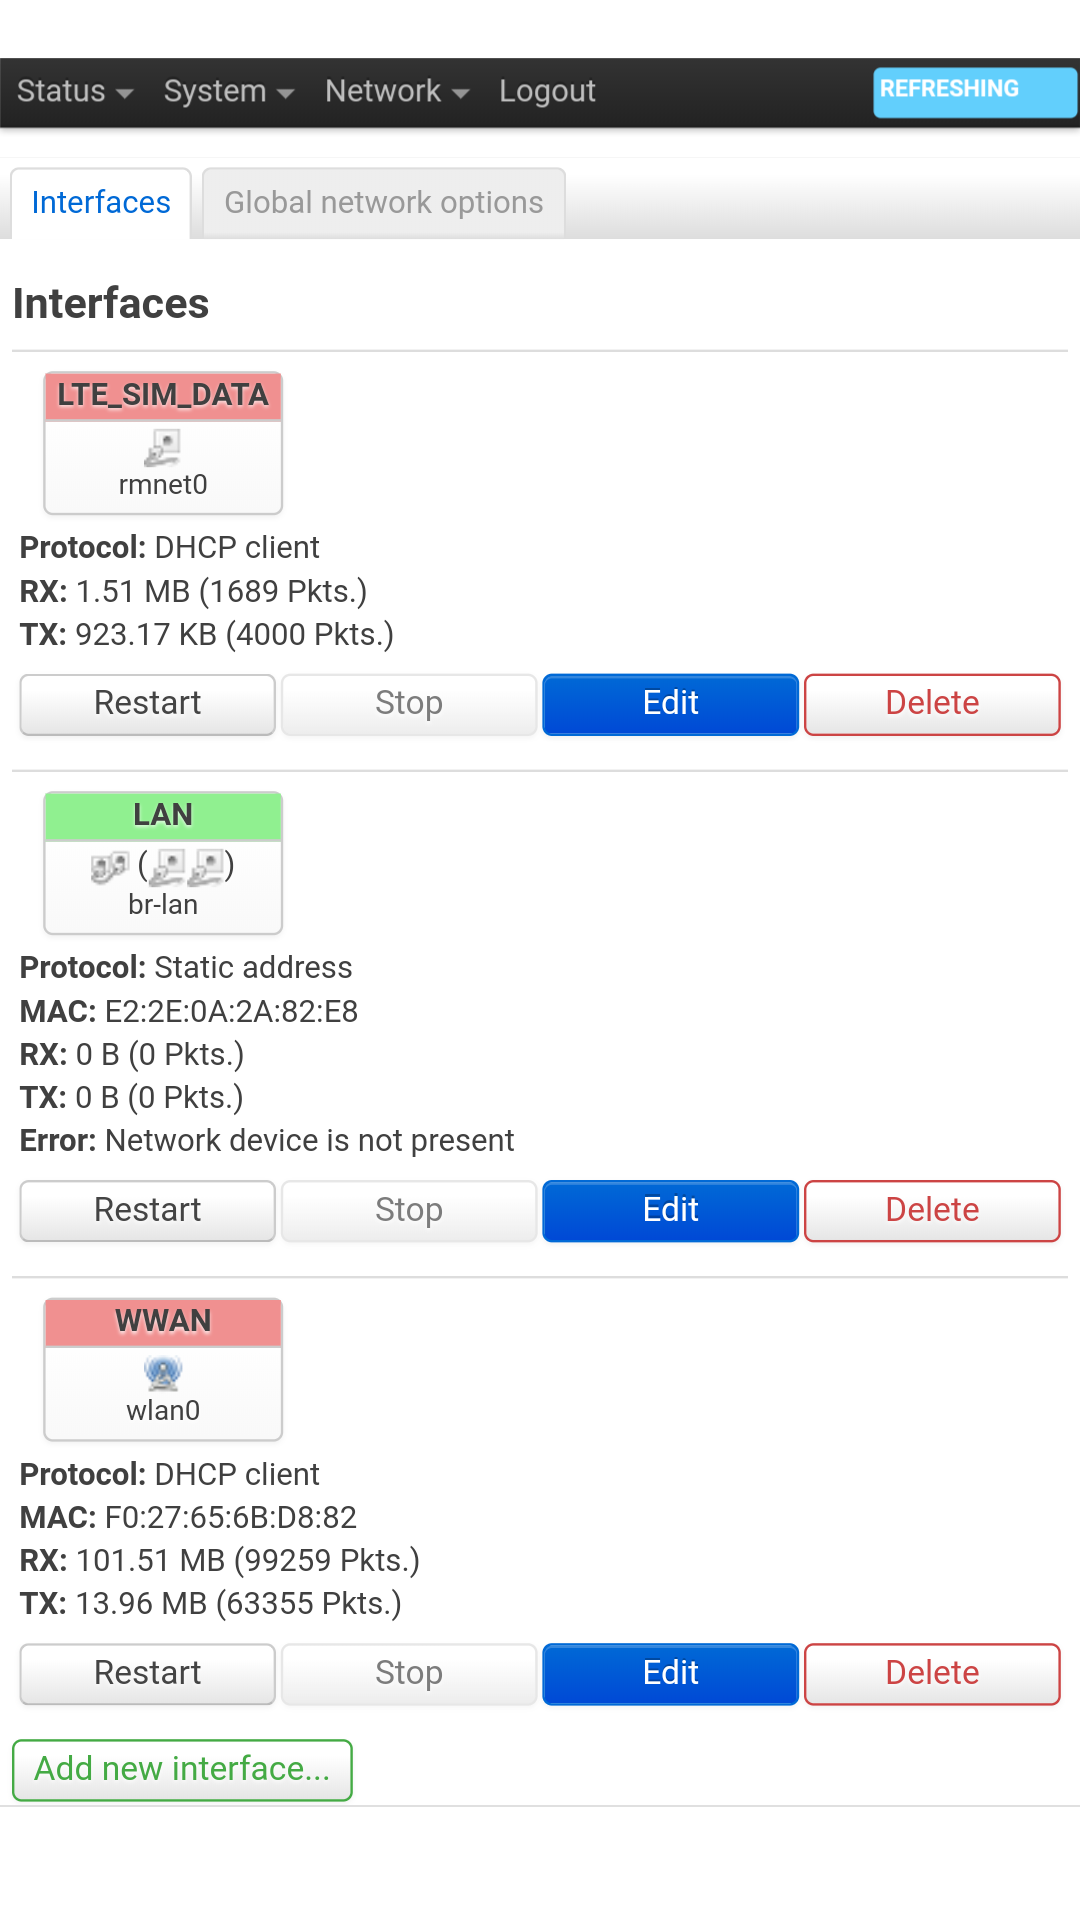 Status System Network Logout REFRESHING
Interfaces Global network options
Interfaces
LTE_SIM_DATA
rmnet0
Protocol: DHCP client
RX: 1.51 MB (1689 Pkts.)
TX: 923.17 KB (4000 Pkts.)
Restart Stop Edit Delete
LAN
( )
br-lan
Protocol: Static address
MAC: E2:2E:0A:2A:82:E8
RX: 0 B (0 Pkts.)
TX: 0 B (0 Pkts.)
Error: Network device is not present
Restart Stop Edit Delete
WWAN
wlan0
Protocol: DHCP client
MAC: F0:27:65:6B:D8:82
RX: 101.51 MB (99259 Pkts.)
TX: 13.96 MB (63355 Pkts.)
Restart Stop Edit Delete
Add new interface...